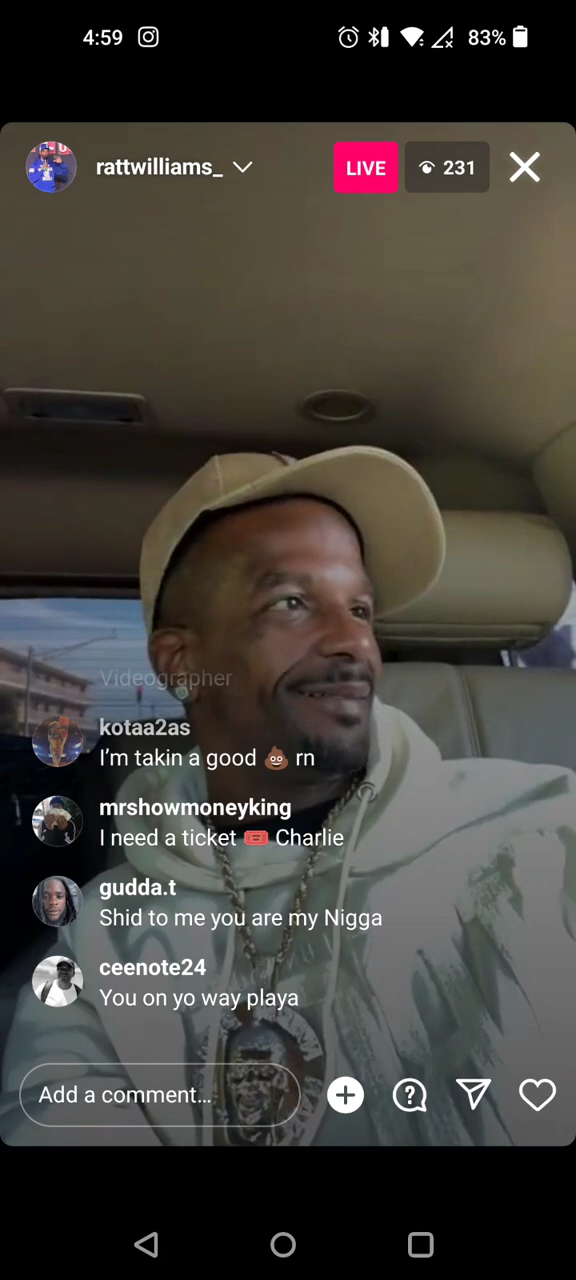 4:59
83%
rattwilliams_
LIVE
231
Videographer
kotaa2as
I'm takin a good 💩 rn
mrshowmoneyking
I need a ticket 🎟️ Charlie
gudda.t
Shid to me you are my Nigga
ceenote24
You on yo way playa
Add a comment...